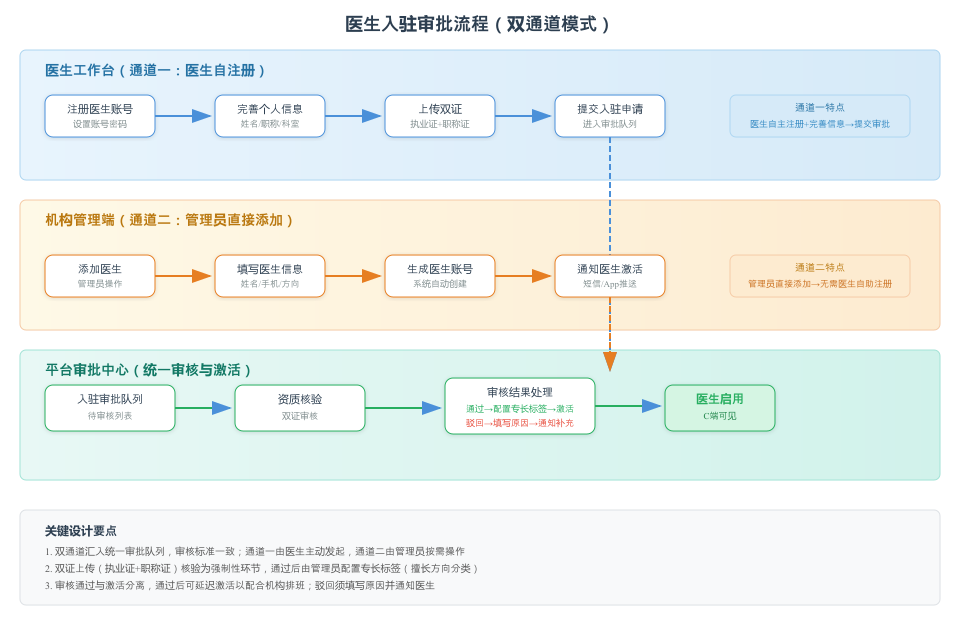 医生入驻审批流程（双通道模式）
医生工作台（通道一：医生自注册）
注册医生账号
设置账号密码
完善个人信息
姓名/职称/科室
上传双证
执业证+职称证
提交入驻申请
进入审批队列
通道一特点
医生自主注册+完善信息→提交审批
机构管理端（通道二：管理员直接添加）
添加医生
管理员操作
填写医生信息
姓名/手机/方向
生成医生账号
系统自动创建
通知医生激活
短信/App推送
通道二特点
管理员直接添加→无需医生自助注册
平台审批中心（统一审核与激活）
入驻审批队列
待审核列表
资质核验
双证审核
审核结果处理
通过→配置专长标签→激活
驳回→填写原因→通知补充
医生启用
C端可见
关键设计要点
1. 双通道汇入统一审批队列，审核标准一致；通道一由医生主动发起，通道二由管理员按需操作
2. 双证上传（执业证+职称证）核验为强制性环节，通过后由管理员配置专长标签（擅长方向分类）
3. 审核通过与激活分离，通过后可延迟激活以配合机构排班；驳回须填写原因并通知医生